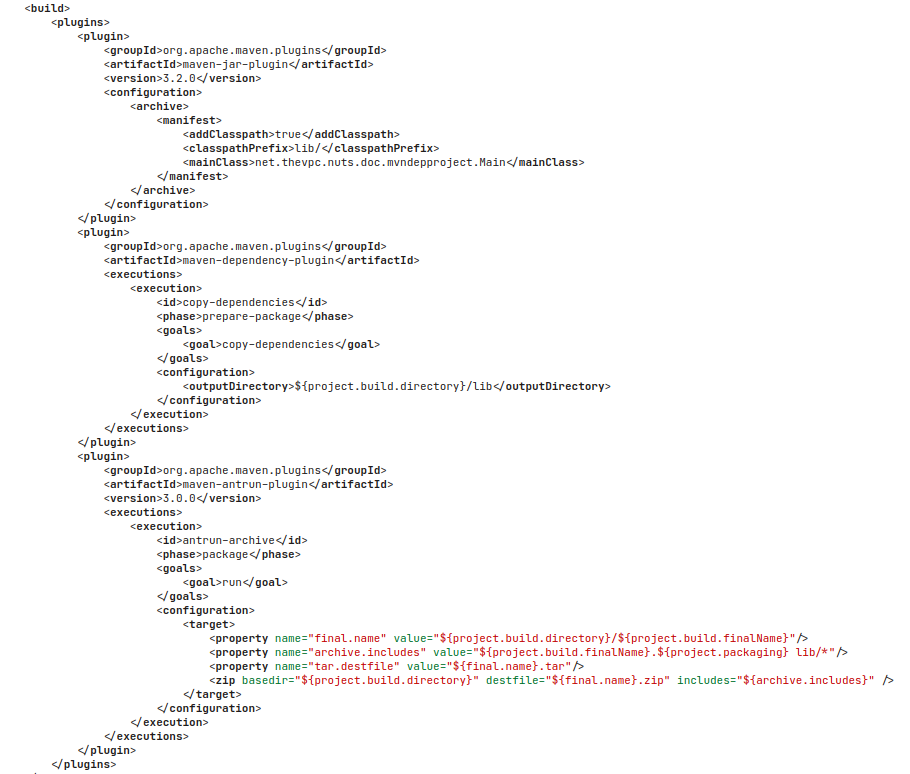 <build>
<plugins>
<plugin>
<groupId>org.apache.maven.plugins</groupId>
<artifactId>maven-jar-plugin</artifactId>
<version>3.2.0</version>
<configuration>
<archive>
<manifest>
<addClasspath>true</addClasspath>
<classpathPrefix>lib/</classpathPrefix>
<mainClass>net.thevpc.nuts.doc.mvndepproject.Main</mainClass>
</manifest>
</archive>
</configuration>
</plugin>
<plugin>
<groupId>org.apache.maven.plugins</groupId>
<artifactId>maven-dependency-plugin</artifactId>
<executions>
<execution>
<id>copy-dependencies</id>
<phase>prepare-package</phase>
<goals>
<goal>copy-dependencies</goal>
</goals>
<configuration>
<outputDirectory>${project.build.directory}/lib</outputDirectory>
</configuration>
</execution>
</executions>
</plugin>
<plugin>
<groupId>org.apache.maven.plugins</groupId>
<artifactId>maven-antrun-plugin</artifactId>
<version>3.0.0</version>
<executions>
<execution>
<id>antrun-archive</id>
<phase>package</phase>
<goals>
<goal>run</goal>
</goals>
<configuration>
<target>
<property name="final.name" value="${project.build.directory}/${project.build.finalName}"/>
<property name="archive.includes" value="${project.build.finalName}.${project.packaging} lib/*"/>
<property name="tar.destfile" value="${final.name}.tar"/>
<zip basedir="${project.build.directory}" destfile="${final.name}.zip" includes="${archive.includes}" />
</target>
</configuration>
</execution>
</executions>
</plugin>
</plugins>